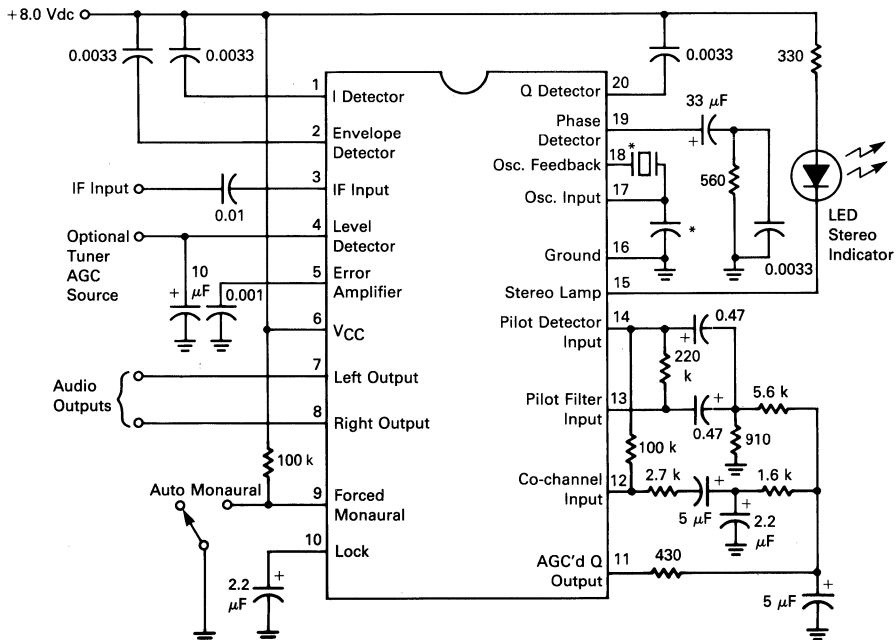 +8.0 Vdc
0.0033
0.0033
0.0033
330
1
I Detector
Q Detector
20
2
Envelope
Detector
Phase
Detector
19
33 μF
+
IF Input
0.01
3
IF Input
Osc. Feedback
18
*
Osc. Input
17
*
560
0.0033
LED
Stereo
Indicator
Optional
Tuner
AGC
Source
4
Level
Detector
Ground
16
+
10
μF
0.001
5
Error
Amplifier
Stereo Lamp
15
6
VCC
Pilot Detector
Input
14
+
0.47
220
k
Audio
Outputs
7
Left Output
8
Right Output
Pilot Filter
Input
13
+
0.47
5.6 k
910
100 k
100 k
Auto Monaural
9
Forced
Monaural
Co-channel
Input
12
2.7 k
+
5 μF
1.6 k
+
2.2
μF
10
Lock
2.2
μF
+
AGC'd Q
Output
11
430
5 μF
+